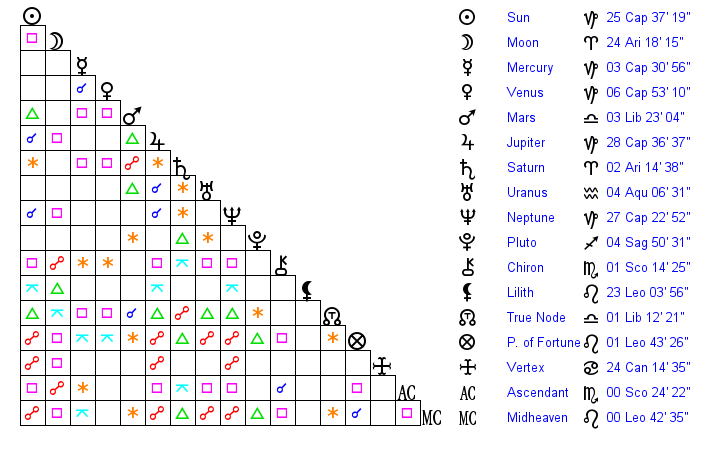 Sun 25 Cap 37' 19"
Moon 24 Ari 18' 15"
Mercury 03 Cap 30' 56"
Venus 06 Cap 53' 10"
Mars 03 Lib 23' 04"
Jupiter 28 Cap 36' 37"
Saturn 02 Ari 14' 38"
Uranus 04 Aqu 06' 31"
Neptune 27 Cap 22' 52"
Pluto 04 Sag 50' 31"
Chiron 01 Sco 14' 25"
Lilith 23 Leo 03' 56"
True Node 01 Lib 12' 21"
P. of Fortune 01 Leo 43' 26"
Vertex 24 Can 14' 35"
AC AC Ascendant 00 Sco 24' 22"
MC MC Midheaven 00 Leo 42' 35"